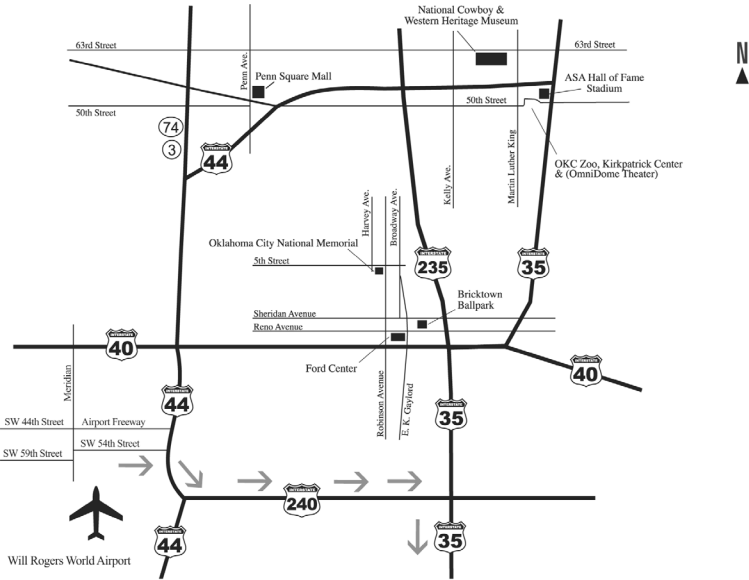 National Cowboy &
Western Heritage Museum
63rd Street
63rd Street
N
Penn Ave.
Penn Square Mall
ASA Hall of Fame
Stadium
50th Street
50th Street
74
3
44
Martin Luther King
Kelly Ave.
OKC Zoo, Kirkpatrick Center
& (OmniDome Theater)
Harvey Ave.
Broadway Ave.
Oklahoma City National Memorial
5th Street
INTERSTATE
235
35
Bricktown
Ballpark
Sheridan Avenue
Reno Avenue
40
Ford Center
40
Meridian
44
Robinson Avenue
E. K. Gaylord
35
SW 44th Street
Airport Freeway
SW 54th Street
SW 59th Street
INTERSTATE
240
44
35
Will Rogers World Airport